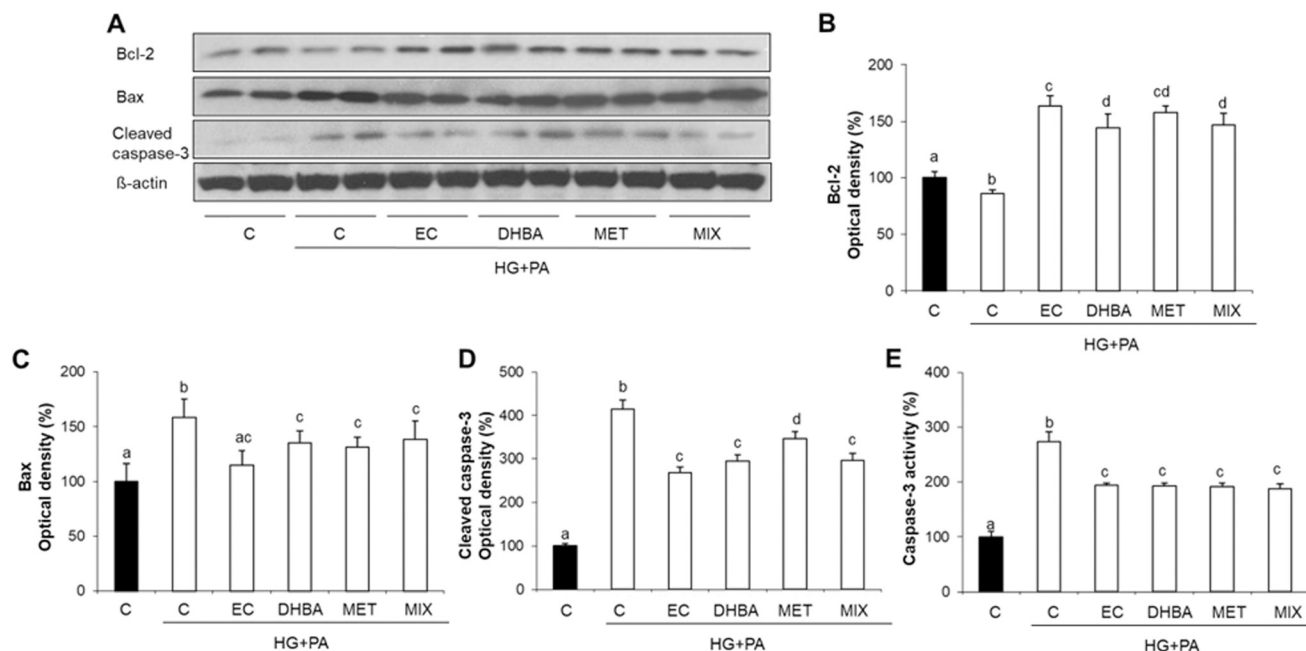 A
Bcl-2
Bax
Cleaved
caspase-3
ß-actin
C C EC DHBA MET MIX
HG+PA
B
Bcl-2
Optical density (%)
200
150
100
50
0
a b c d cd d
C C EC DHBA MET MIX
HG+PA
C
Bax
Optical density (%)
200
150
100
50
0
a b ac c c c
C C EC DHBA MET MIX
HG+PA
D
Cleaved caspase-3
Optical density (%)
500
400
300
200
100
0
a b c c d c
C C EC DHBA MET MIX
HG+PA
E
Caspase-3 activity (%)
400
300
200
100
0
a b c c c c
C C EC DHBA MET MIX
HG+PA